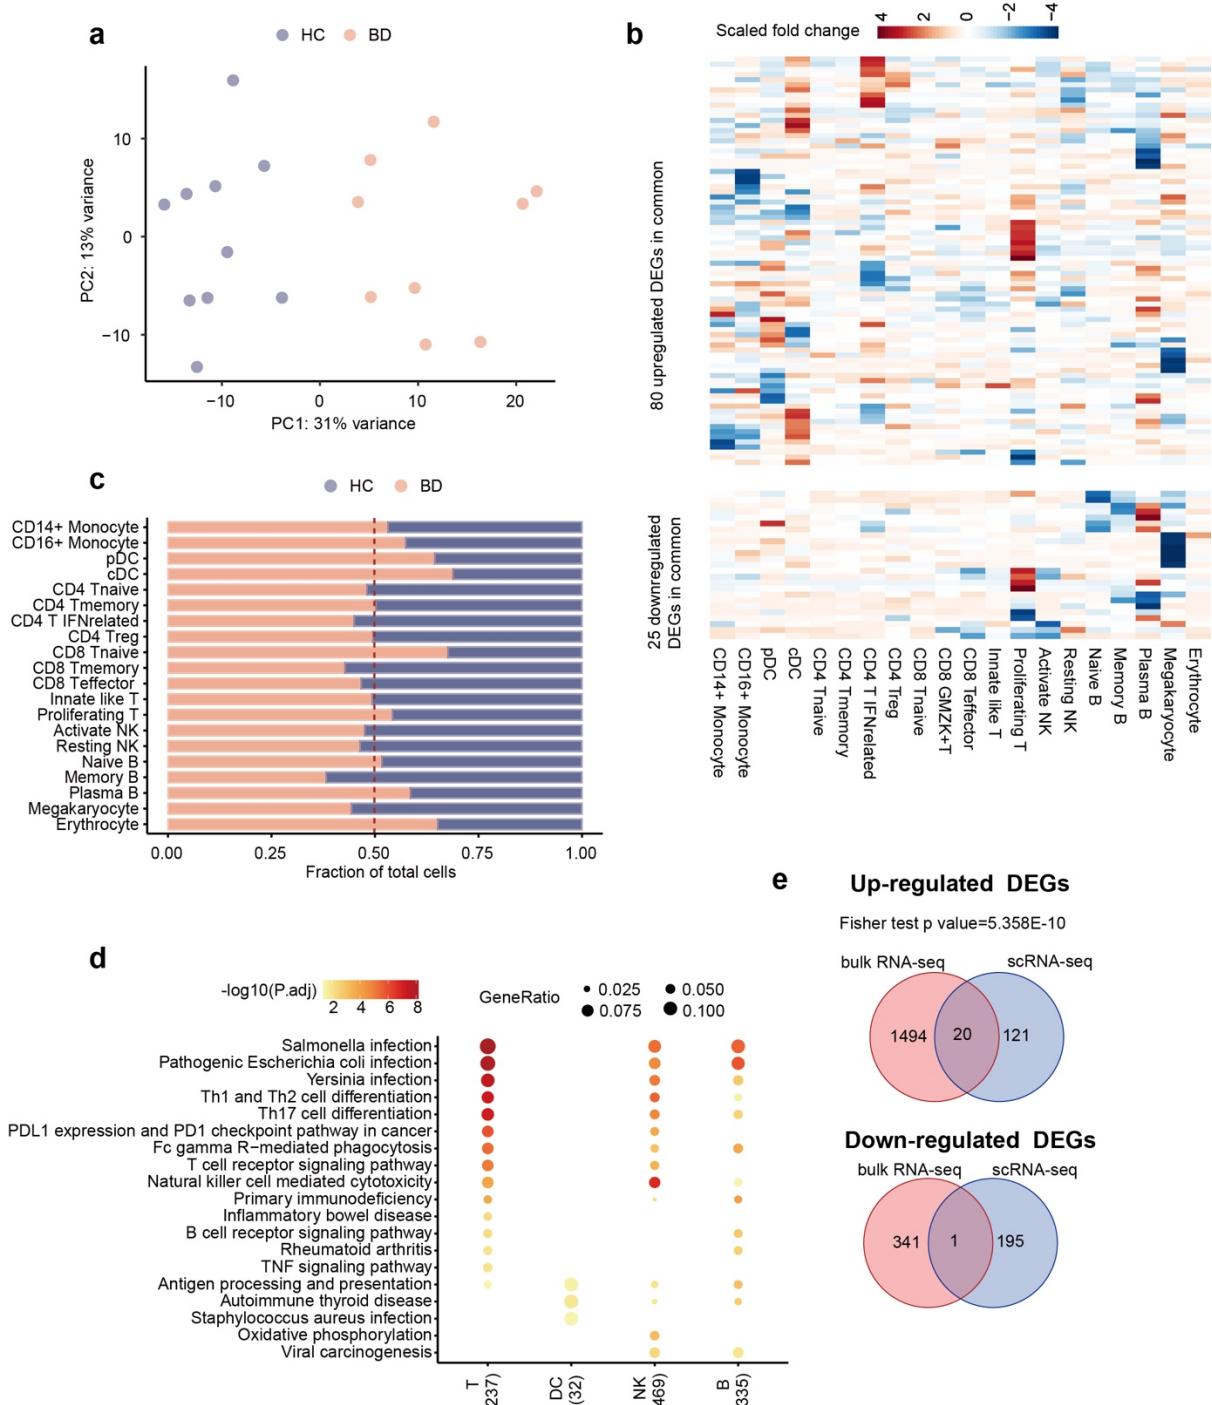 a
HC
BD
10
0
−10
PC2: 13% variance
−10
0
10
20
PC1: 31% variance
b
Scaled fold change
4
2
0
-2
-4
80 upregulated DEGs in common
25 downregulated
DEGs in common
CD14+ Monocyte
CD16+ Monocyte
pDC
cDC
CD4 Tnaive
CD4 Tmemory
CD4 T IFNrelated
CD4 Treg
CD8 Tnaive
CD8 GMZK+T
CD8 Teffector
Innate like T
Proliferating T
Activate NK
Resting NK
Naive B
Memory B
Plasma B
Megakaryocyte
Erythrocyte
c
HC
BD
CD14+ Monocyte
CD16+ Monocyte
pDC
cDC
CD4 Tnaive
CD4 Tmemory
CD4 T IFNrelated
CD4 Treg
CD8 Tnaive
CD8 Tmemory
CD8 Teffector
Innate like T
Proliferating T
Activate NK
Resting NK
Naive B
Memory B
Plasma B
Megakaryocyte
Erythrocyte
0.00
0.25
0.50
0.75
1.00
Fraction of total cells
d
-log10(P.adj)
2
4
6
8
GeneRatio
0.025
0.050
0.075
0.100
Salmonella infection
Pathogenic Escherichia coli infection
Yersinia infection
Th1 and Th2 cell differentiation
Th17 cell differentiation
PDL1 expression and PD1 checkpoint pathway in cancer
Fc gamma R−mediated phagocytosis
T cell receptor signaling pathway
Natural killer cell mediated cytotoxicity
Primary immunodeficiency
Inflammatory bowel disease
B cell receptor signaling pathway
Rheumatoid arthritis
TNF signaling pathway
Antigen processing and presentation
Autoimmune thyroid disease
Staphylococcus aureus infection
Oxidative phosphorylation
Viral carcinogenesis
T
237)
DC
(32)
NK
469)
B
335)
e
Up-regulated DEGs
Fisher test p value=5.358E-10
bulk RNA-seq
scRNA-seq
1494
20
121
Down-regulated DEGs
bulk RNA-seq
scRNA-seq
341
1
195